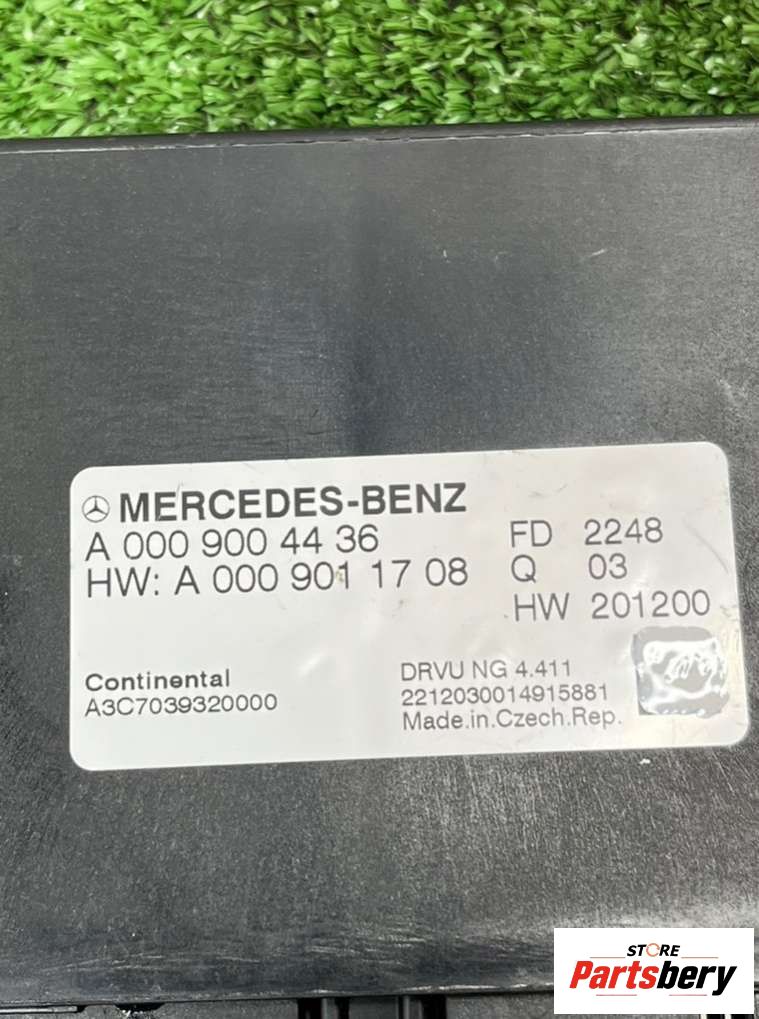 MERCEDES-BENZ
A 000 900 44 36
HW: A 000 901 17 08
FD 2248
Q 03
HW 201200
Continental
A3C7039320000
DRVU NG 4.411
2212030014915881
Made.in.Czech.Rep.
STORE
Partsbery